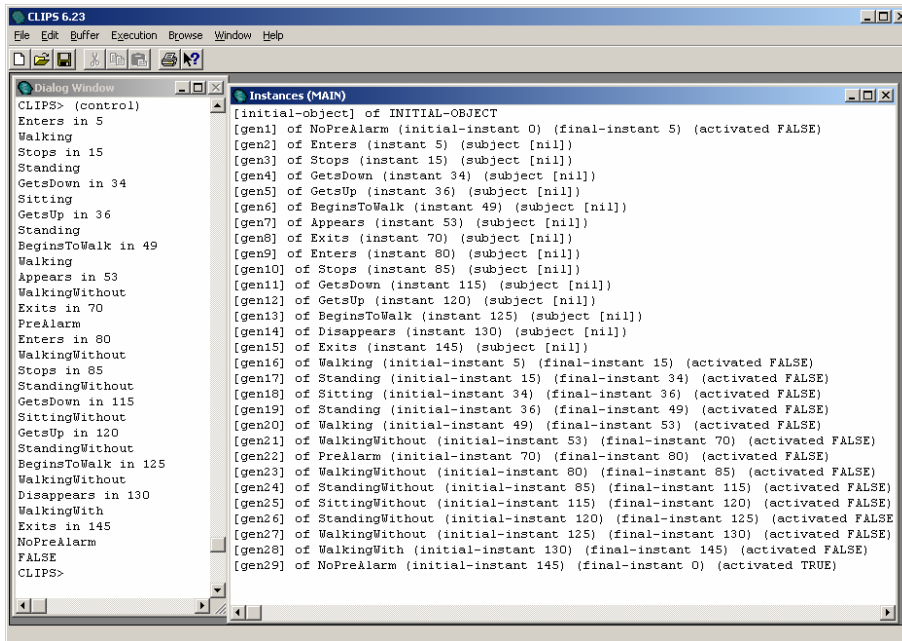 CLIPS 6.23
File Edit Buffer Execution Browse Window Help
Dialog Window
CLIPS> (control)
Enters in 5
Walking
Stops in 15
Standing
GetsDown in 34
Sitting
GetsUp in 36
Standing
BeginsToWalk in 49
Walking
Appears in 53
WalkingWithout
Exits in 70
PreAlarm
Enters in 80
WalkingWithout
Stops in 85
StandingWithout
GetsDown in 115
SittingWithout
GetsUp in 120
StandingWithout
BeginsToWalk in 125
WalkingWithout
Disappears in 130
WalkingWith
Exits in 145
NoPreAlarm
FALSE
CLIPS>
Instances (MAIN)
[initial-object] of INITIAL-OBJECT
[gen1] of NoPreAlarm (initial-instant 0) (final-instant 5) (activated FALSE)
[gen2] of Enters (instant 5) (subject [nil])
[gen3] of Stops (instant 15) (subject [nil])
[gen4] of GetsDown (instant 34) (subject [nil])
[gen5] of GetsUp (instant 36) (subject [nil])
[gen6] of BeginsToWalk (instant 49) (subject [nil])
[gen7] of Appears (instant 53) (subject [nil])
[gen8] of Exits (instant 70) (subject [nil])
[gen9] of Enters (instant 80) (subject [nil])
[gen10] of Stops (instant 85) (subject [nil])
[gen11] of GetsDown (instant 115) (subject [nil])
[gen12] of GetsUp (instant 120) (subject [nil])
[gen13] of BeginsToWalk (instant 125) (subject [nil])
[gen14] of Disappears (instant 130) (subject [nil])
[gen15] of Exits (instant 145) (subject [nil])
[gen16] of Walking (initial-instant 5) (final-instant 15) (activated FALSE)
[gen17] of Standing (initial-instant 15) (final-instant 34) (activated FALSE)
[gen18] of Sitting (initial-instant 34) (final-instant 36) (activated FALSE)
[gen19] of Standing (initial-instant 36) (final-instant 49) (activated FALSE)
[gen20] of Walking (initial-instant 49) (final-instant 53) (activated FALSE)
[gen21] of WalkingWithout (initial-instant 53) (final-instant 70) (activated FALSE)
[gen22] of PreAlarm (initial-instant 70) (final-instant 80) (activated FALSE)
[gen23] of WalkingWithout (initial-instant 80) (final-instant 85) (activated FALSE)
[gen24] of StandingWithout (initial-instant 85) (final-instant 115) (activated FALSE)
[gen25] of SittingWithout (initial-instant 115) (final-instant 120) (activated FALSE)
[gen26] of StandingWithout (initial-instant 120) (final-instant 125) (activated FALSE
[gen27] of WalkingWithout (initial-instant 125) (final-instant 130) (activated FALSE)
[gen28] of WalkingWith (initial-instant 130) (final-instant 145) (activated FALSE)
[gen29] of NoPreAlarm (initial-instant 145) (final-instant 0) (activated TRUE)